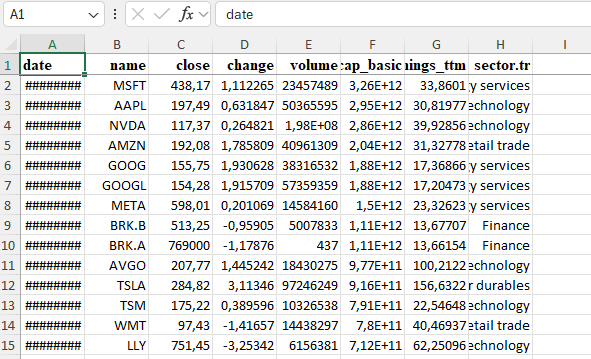 A1 fx date
A B C D E F G H I
1 date name close change volume :ap_basic ings_ttm sector.tr
2 ######## MSFT 438,17 1,112265 23457489 3,26E+12 33,8601 y services
3 ######## AAPL 197,49 0,631847 50365595 2,95E+12 30,81977 echnology
4 ######## NVDA 117,37 0,264821 1,98E+08 2,86E+12 39,92856 echnology
5 ######## AMZN 192,08 1,785809 40961309 2,04E+12 31,32778 etail trade
6 ######## GOOG 155,75 1,930628 38316532 1,88E+12 17,36866 y services
7 ######## GOOGL 154,28 1,915709 57359359 1,88E+12 17,20473 y services
8 ######## META 598,01 0,201069 14584160 1,5E+12 23,32623 y services
9 ######## BRK.B 513,25 -0,95905 5007833 1,11E+12 13,67707 Finance
10 ######## BRK.A 769000 -1,17876 437 1,11E+12 13,66154 Finance
11 ######## AVGO 207,77 1,445242 18430275 9,77E+11 100,2122 echnology
12 ######## TSLA 284,82 3,11346 97246249 9,16E+11 156,6322 r durables
13 ######## TSM 175,22 0,389596 10326538 7,91E+11 22,54648 echnology
14 ######## WMT 97,43 -1,41657 14438297 7,8E+11 40,46937 etail trade
15 ######## LLY 751,45 -3,25342 6156381 7,12E+11 62,25096 echnology